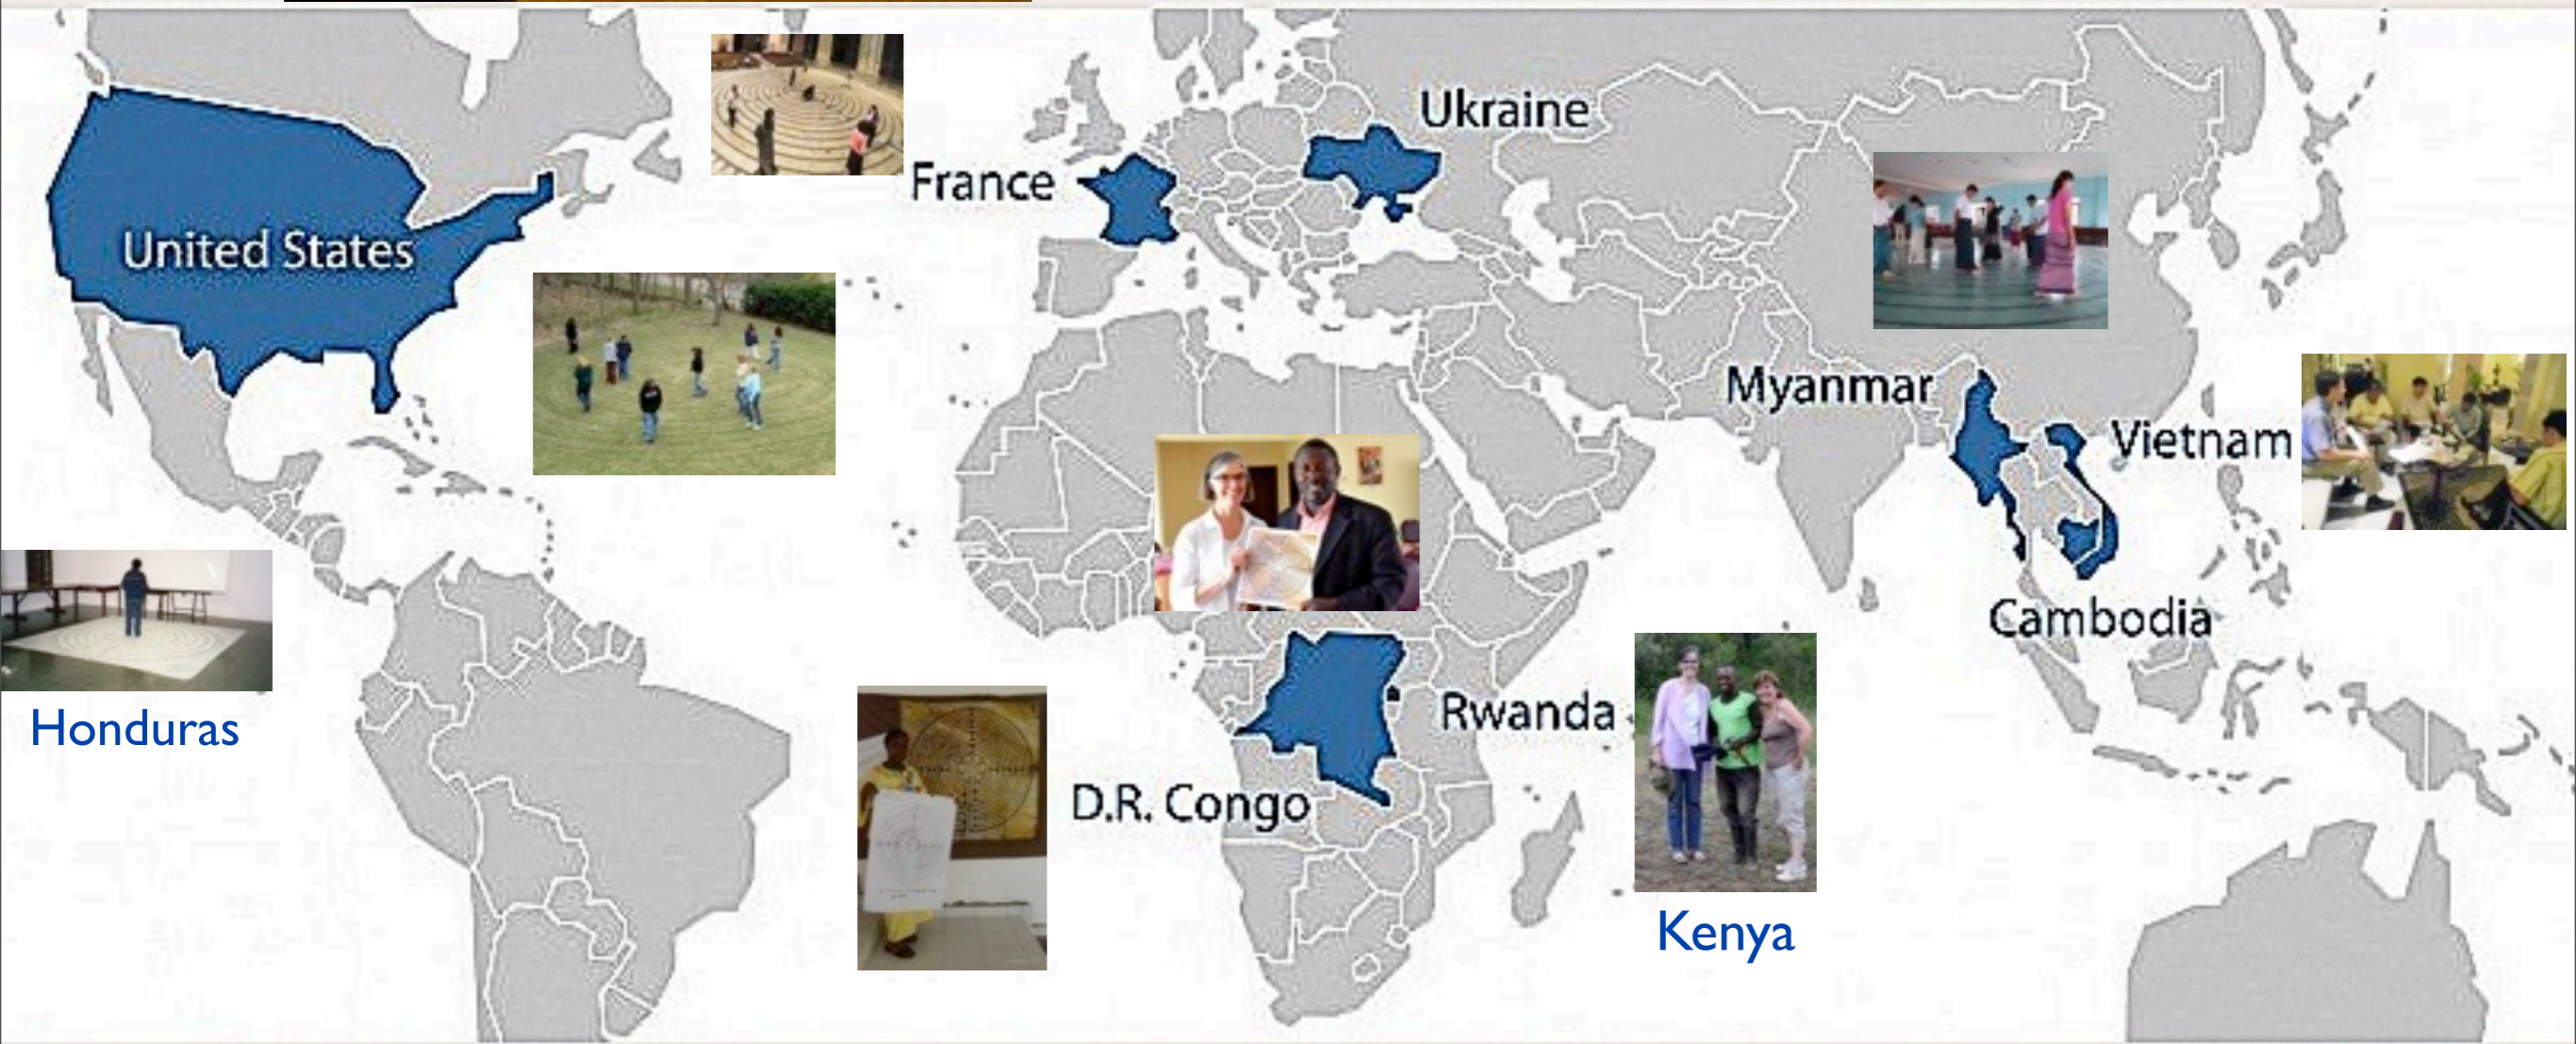 Ukraine
France
United States
Myanmar
Vietnam
Cambodia
Honduras
Rwanda
D.R. Congo
Kenya